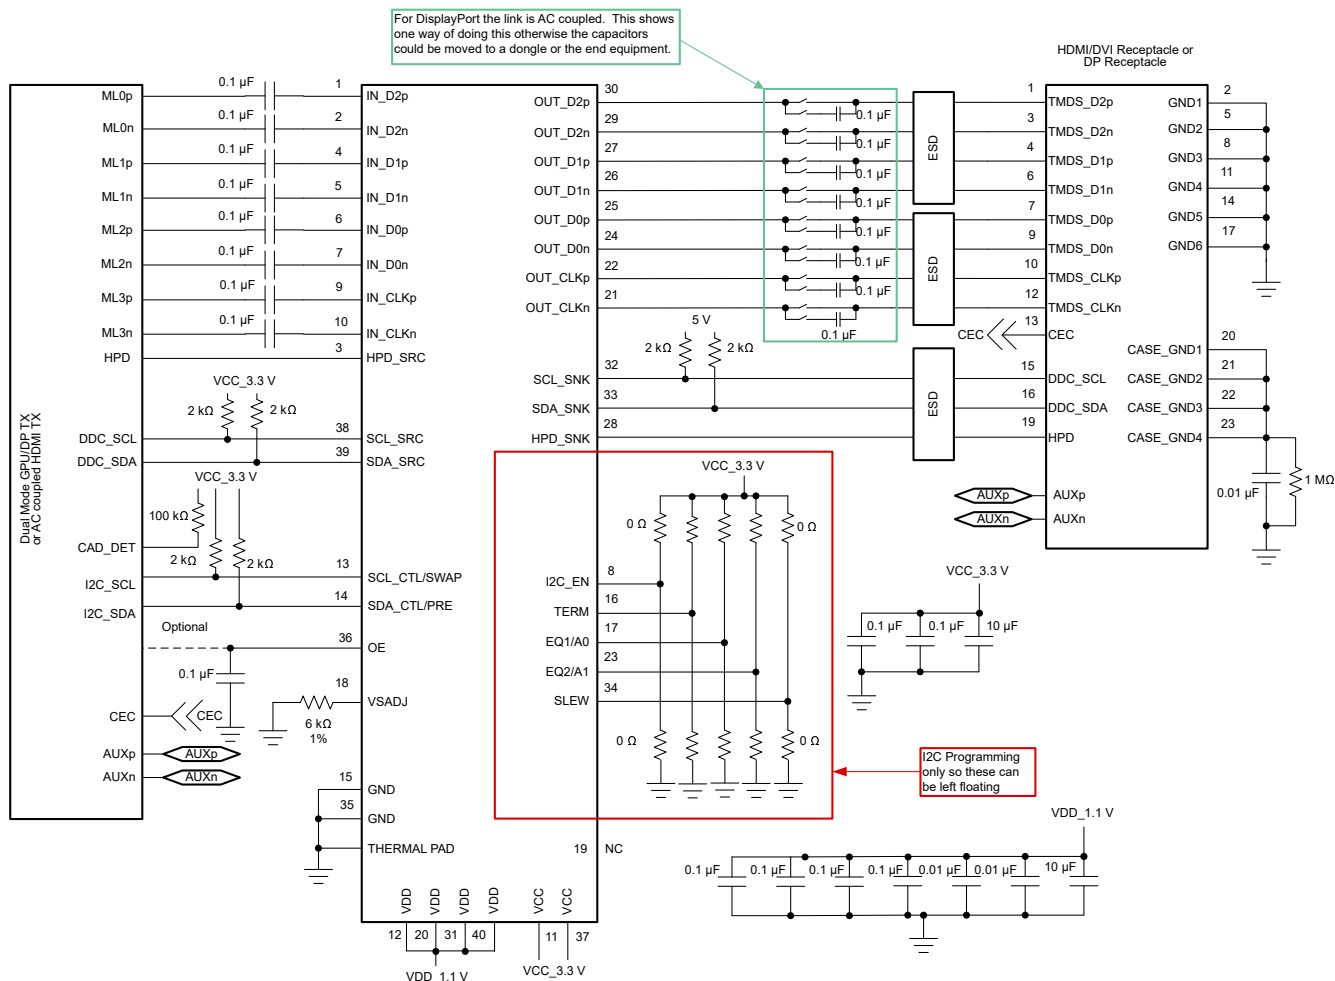 For DisplayPort the link is AC coupled. This shows
one way of doing this otherwise the capacitors
could be moved to a dongle or the end equipment.
HDMI/DVI Receptacle or
DP Receptacle
Dual Mode GPU/DP TX
or AC coupled HDMI TX
ML0p
0.1 µF
1
IN_D2p
ML0n
0.1 µF
2
IN_D2n
ML1p
0.1 µF
4
IN_D1p
ML1n
0.1 µF
5
IN_D1n
ML2p
0.1 µF
6
IN_D0p
ML2n
0.1 µF
7
IN_D0n
ML3p
0.1 µF
9
IN_CLKp
ML3n
0.1 µF
10
IN_CLKn
HPD
3
HPD_SRC
VCC_3.3 V
2 kΩ
2 kΩ
DDC_SCL
38
SCL_SRC
DDC_SDA
39
SDA_SRC
VCC_3.3 V
100 kΩ
CAD_DET
2 kΩ
2 kΩ
I2C_SCL
13
SCL_CTL/SWAP
I2C_SDA
14
SDA_CTL/PRE
Optional
36
OE
0.1 µF
18
VSADJ
6 kΩ
1%
CEC
CEC
AUXp
AUXp
AUXn
AUXn
15
GND
35
GND
THERMAL PAD
VDD
VDD
VDD
VDD
VCC
VCC
12
20
31
40
11
37
VDD_1.1 V
VCC_3.3 V
OUT_D2p
30
OUT_D2n
29
OUT_D1p
27
OUT_D1n
26
OUT_D0p
25
OUT_D0n
24
OUT_CLKp
22
OUT_CLKn
21
0.1 µF
0.1 µF
0.1 µF
0.1 µF
0.1 µF
0.1 µF
0.1 µF
0.1 µF
5 V
2 kΩ
2 kΩ
SCL_SNK
32
SDA_SNK
33
HPD_SNK
28
ESD
ESD
ESD
VCC_3.3 V
0 Ω
0 Ω
I2C_EN
8
TERM
16
EQ1/A0
17
EQ2/A1
23
SLEW
34
0 Ω
0 Ω
NC
19
I2C Programming
only so these can
be left floating
1
TMDS_D2p
3
TMDS_D2n
4
TMDS_D1p
6
TMDS_D1n
7
TMDS_D0p
9
TMDS_D0n
10
TMDS_CLKp
12
TMDS_CLKn
CEC
13
CEC
15
DDC_SCL
16
DDC_SDA
19
HPD
AUXp
AUXp
AUXn
AUXn
GND1
2
GND2
5
GND3
8
GND4
11
GND5
14
GND6
17
CASE_GND1
20
CASE_GND2
21
CASE_GND3
22
CASE_GND4
23
0.01 µF
1 MΩ
VCC_3.3 V
0.1 µF
0.1 µF
10 µF
VDD_1.1 V
0.1 µF
0.1 µF
0.1 µF
0.1 µF
0.01 µF
0.01 µF
10 µF